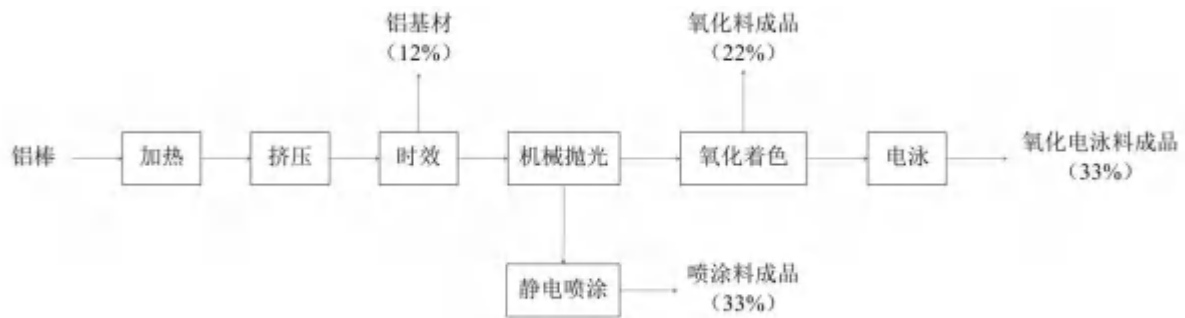 铝基材
（12%）
氧化料成品
（22%）
铝棒
加热
挤压
时效
机械抛光
氧化着色
电泳
氧化电泳料成品
（33%）
静电喷涂
喷涂料成品
（33%）